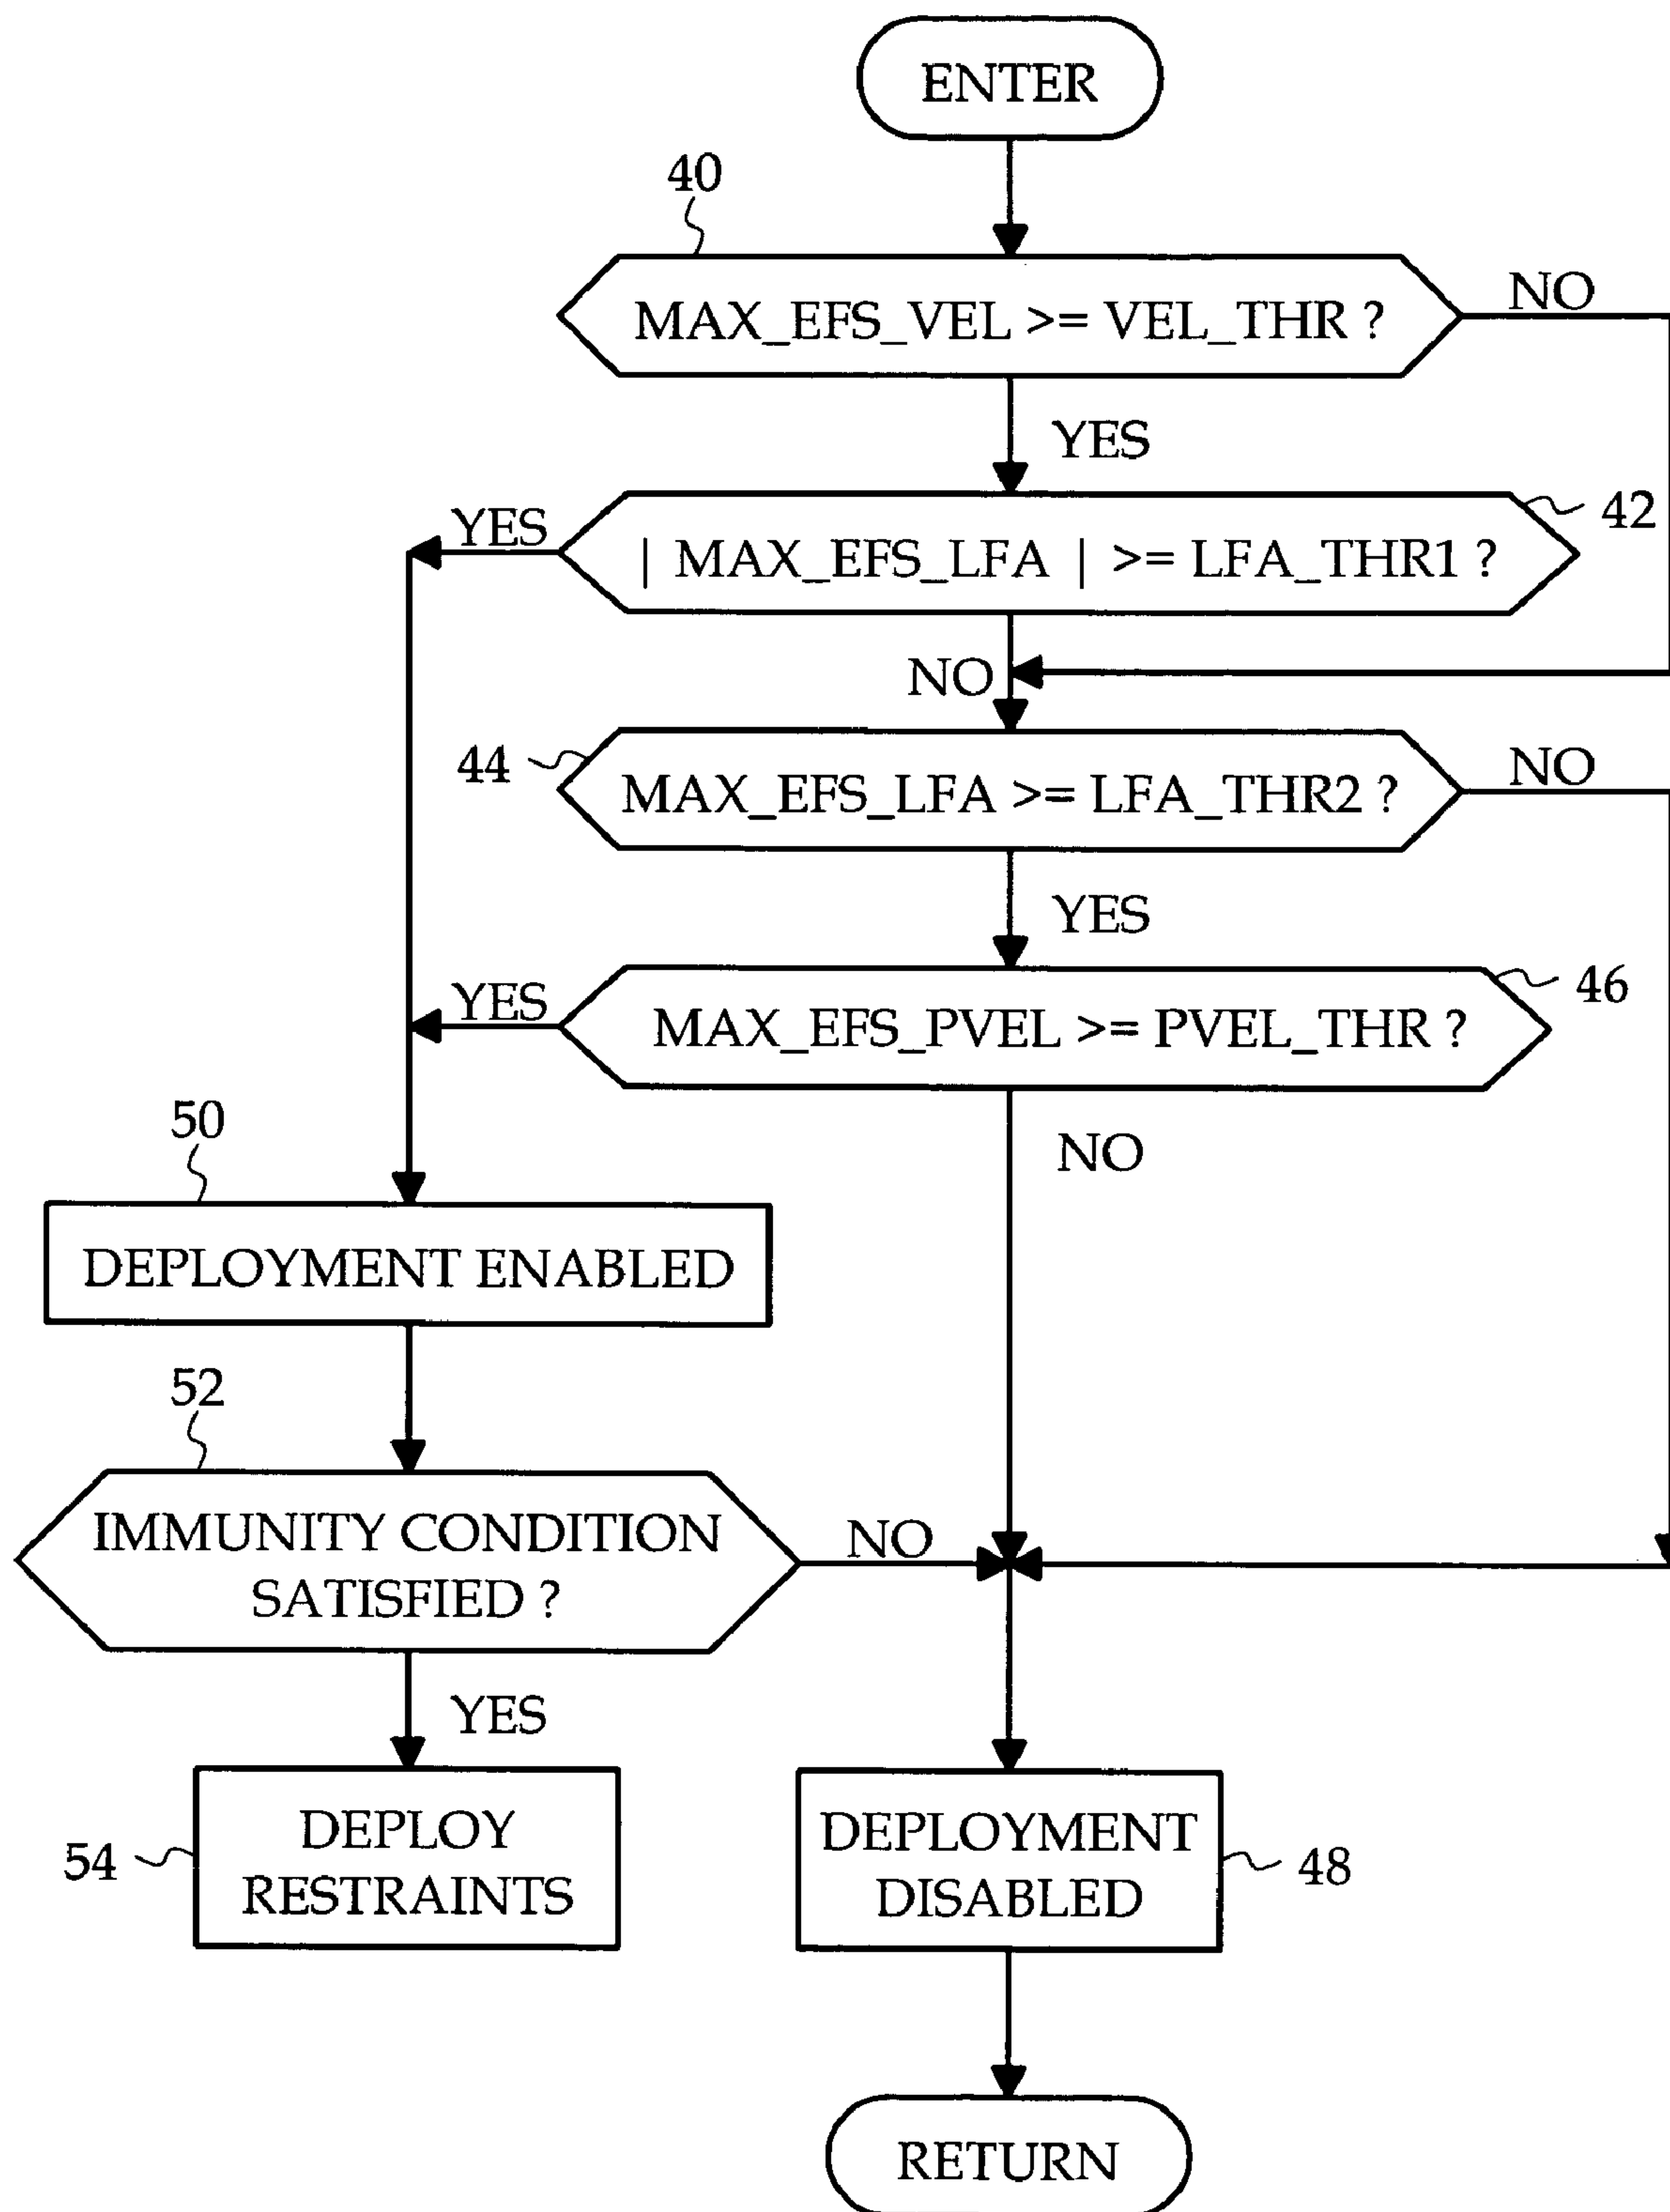 ENTER
40
MAX_EFS_VEL >= VEL_THR ?
NO
YES
YES
| MAX_EFS_LFA | >= LFA_THR1 ?
42
NO
44
MAX_EFS_LFA >= LFA_THR2 ?
NO
YES
YES
MAX_EFS_PVEL >= PVEL_THR ?
46
NO
50
DEPLOYMENT ENABLED
52
IMMUNITY CONDITION
SATISFIED ?
NO
YES
54
DEPLOY
RESTRAINTS
DEPLOYMENT
DISABLED
48
RETURN